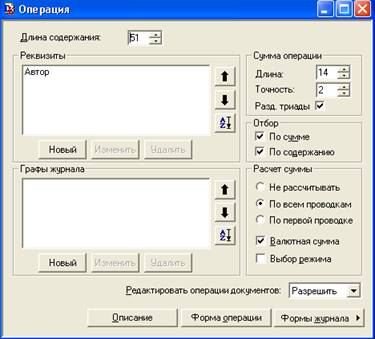 Операция
Длина содержания: 51
Реквизиты
Автор
Новый Изменить Удалить
Графы журнала
Новый Изменить Удалить
Сумма операции
Длина: 14
Точность: 2
Разд. триады
Отбор
По сумме
По содержанию
Расчет суммы
Не рассчитывать
По всем проводкам
По первой проводке
Валютная сумма
Выбор режима
Редактировать операции документов: Разрешить
Описание Форма операции Формы журнала